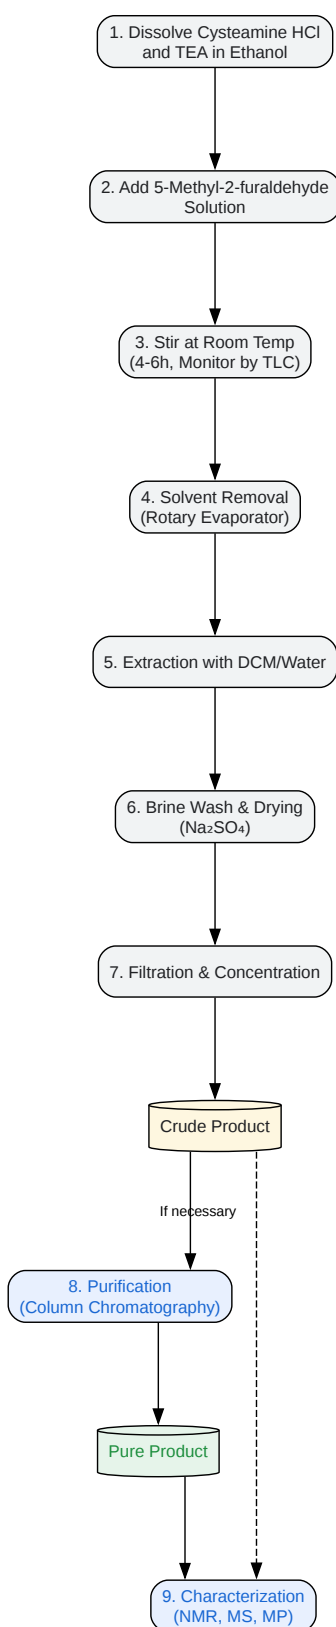 1. Dissolve Cysteamine HCl
and TEA in Ethanol
2. Add 5-Methyl-2-furaldehyde
Solution
3. Stir at Room Temp
(4-6h, Monitor by TLC)
4. Solvent Removal
(Rotary Evaporator)
5. Extraction with DCM/Water
6. Brine Wash & Drying
(Na₂SO₄)
7. Filtration & Concentration
Crude Product
If necessary
8. Purification
(Column Chromatography)
Pure Product
9. Characterization
(NMR, MS, MP)